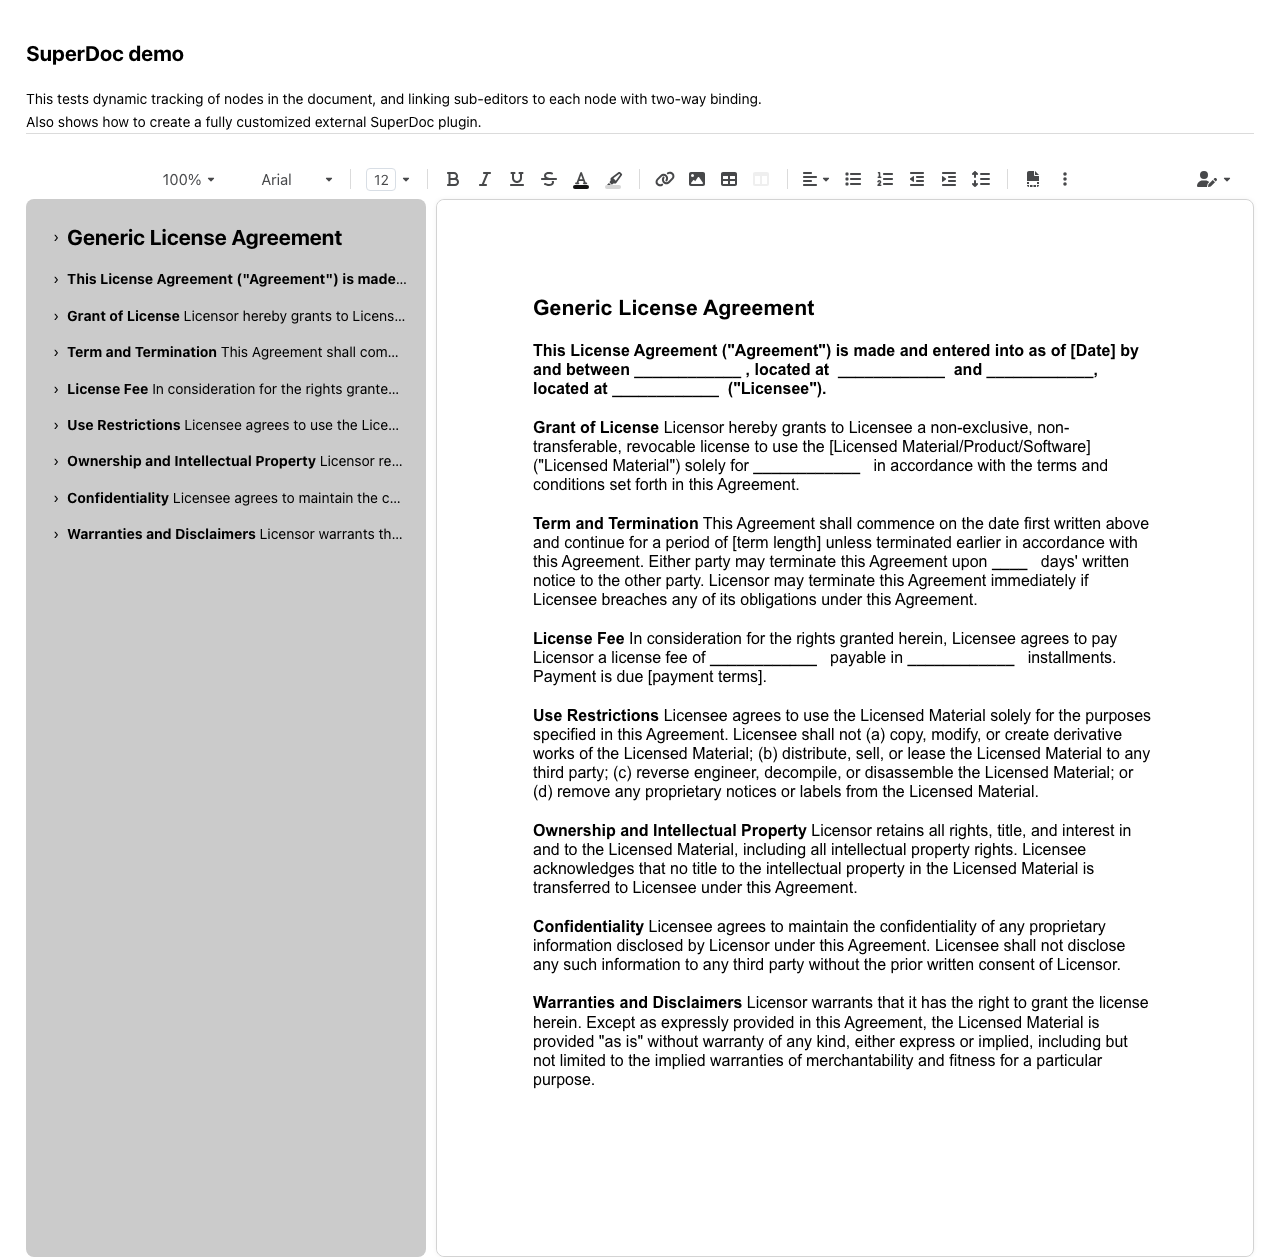 SuperDoc demo
This tests dynamic tracking of nodes in the document, and linking sub-editors to each node with two-way binding.
Also shows how to create a fully customized external SuperDoc plugin.
100% Arial 12
› Generic License Agreement
› This License Agreement ("Agreement") is made...
› Grant of License Licensor hereby grants to Licens...
› Term and Termination This Agreement shall com...
› License Fee In consideration for the rights grante...
› Use Restrictions Licensee agrees to use the Lice...
› Ownership and Intellectual Property Licensor re...
› Confidentiality Licensee agrees to maintain the c...
› Warranties and Disclaimers Licensor warrants th...
Generic License Agreement
This License Agreement ("Agreement") is made and entered into as of [Date] by
and between ____________ , located at ____________ and ____________,
located at ____________ ("Licensee").
Grant of License Licensor hereby grants to Licensee a non-exclusive, non-
transferable, revocable license to use the [Licensed Material/Product/Software]
("Licensed Material") solely for ____________ in accordance with the terms and
conditions set forth in this Agreement.
Term and Termination This Agreement shall commence on the date first written above
and continue for a period of [term length] unless terminated earlier in accordance with
this Agreement. Either party may terminate this Agreement upon ____ days' written
notice to the other party. Licensor may terminate this Agreement immediately if
Licensee breaches any of its obligations under this Agreement.
License Fee In consideration for the rights granted herein, Licensee agrees to pay
Licensor a license fee of ____________ payable in ____________ installments.
Payment is due [payment terms].
Use Restrictions Licensee agrees to use the Licensed Material solely for the purposes
specified in this Agreement. Licensee shall not (a) copy, modify, or create derivative
works of the Licensed Material; (b) distribute, sell, or lease the Licensed Material to any
third party; (c) reverse engineer, decompile, or disassemble the Licensed Material; or
(d) remove any proprietary notices or labels from the Licensed Material.
Ownership and Intellectual Property Licensor retains all rights, title, and interest in
and to the Licensed Material, including all intellectual property rights. Licensee
acknowledges that no title to the intellectual property in the Licensed Material is
transferred to Licensee under this Agreement.
Confidentiality Licensee agrees to maintain the confidentiality of any proprietary
information disclosed by Licensor under this Agreement. Licensee shall not disclose
any such information to any third party without the prior written consent of Licensor.
Warranties and Disclaimers Licensor warrants that it has the right to grant the license
herein. Except as expressly provided in this Agreement, the Licensed Material is
provided "as is" without warranty of any kind, either express or implied, including but
not limited to the implied warranties of merchantability and fitness for a particular
purpose.